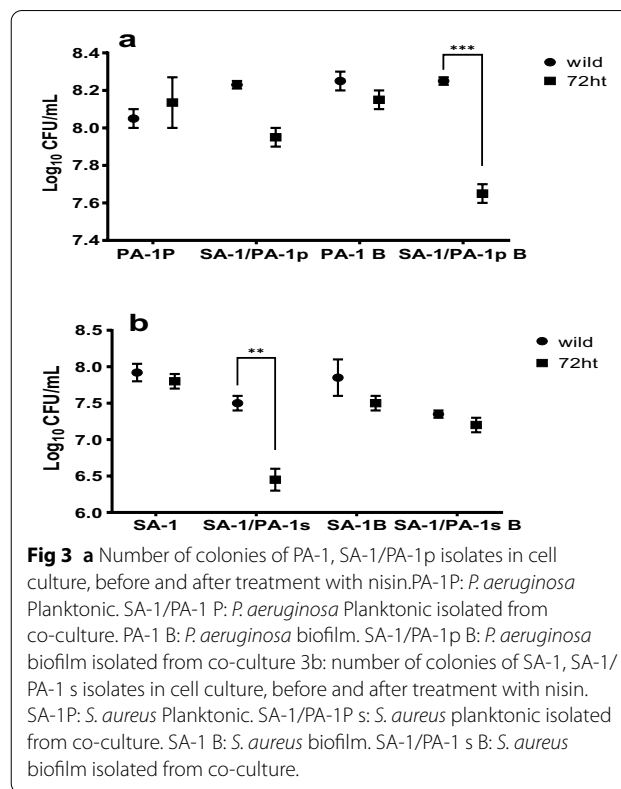 a
wild
72ht
***
Log10 CFU/mL
8.4
8.2
8.0
7.8
7.6
7.4
PA-1P SA-1/PA-1p PA-1 B SA-1/PA-1p B
b
wild
72ht
**
Log10 CFU/mL
8.5
8.0
7.5
7.0
6.5
6.0
SA-1 SA-1/PA-1s SA-1B SA-1/PA-1s B
Fig 3 a Number of colonies of PA-1, SA-1/PA-1p isolates in cell
culture, before and after treatment with nisin.PA-1P: P. aeruginosa
Planktonic. SA-1/PA-1 P: P. aeruginosa Planktonic isolated from
co-culture. PA-1 B: P. aeruginosa biofilm. SA-1/PA-1p B: P. aeruginosa
biofilm isolated from co-culture 3b: number of colonies of SA-1, SA-1/
PA-1 s isolates in cell culture, before and after treatment with nisin.
SA-1P: S. aureus Planktonic. SA-1/PA-1P s: S. aureus planktonic isolated
from co-culture. SA-1 B: S. aureus biofilm. SA-1/PA-1 s B: S. aureus
biofilm isolated from co-culture.